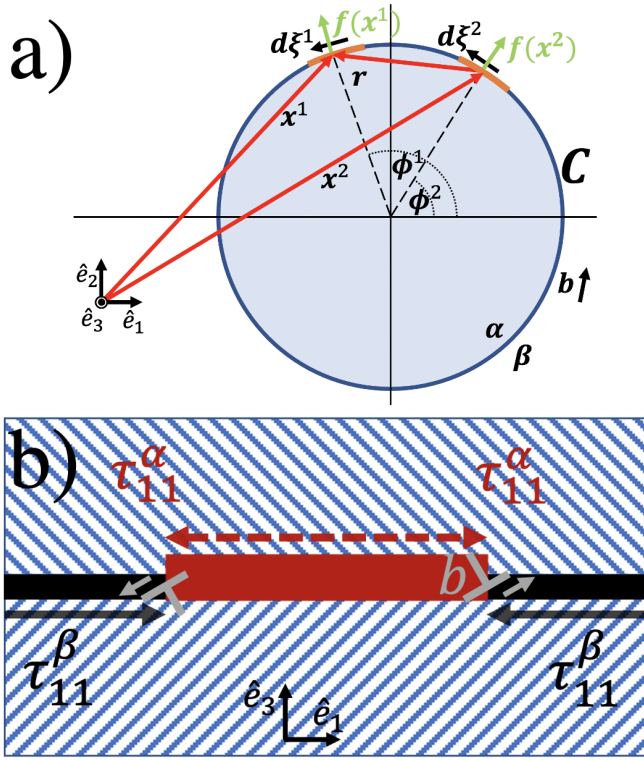 a)
dξ¹ f(x¹) dξ² f(x²)
r
x¹
x²
ϕ¹
ϕ²
C
ê₂
ê₃ ê₁
b
α
β
b)
τ₁₁^α τ₁₁^α
b
τ₁₁^β τ₁₁^β
ê₃
ê₁